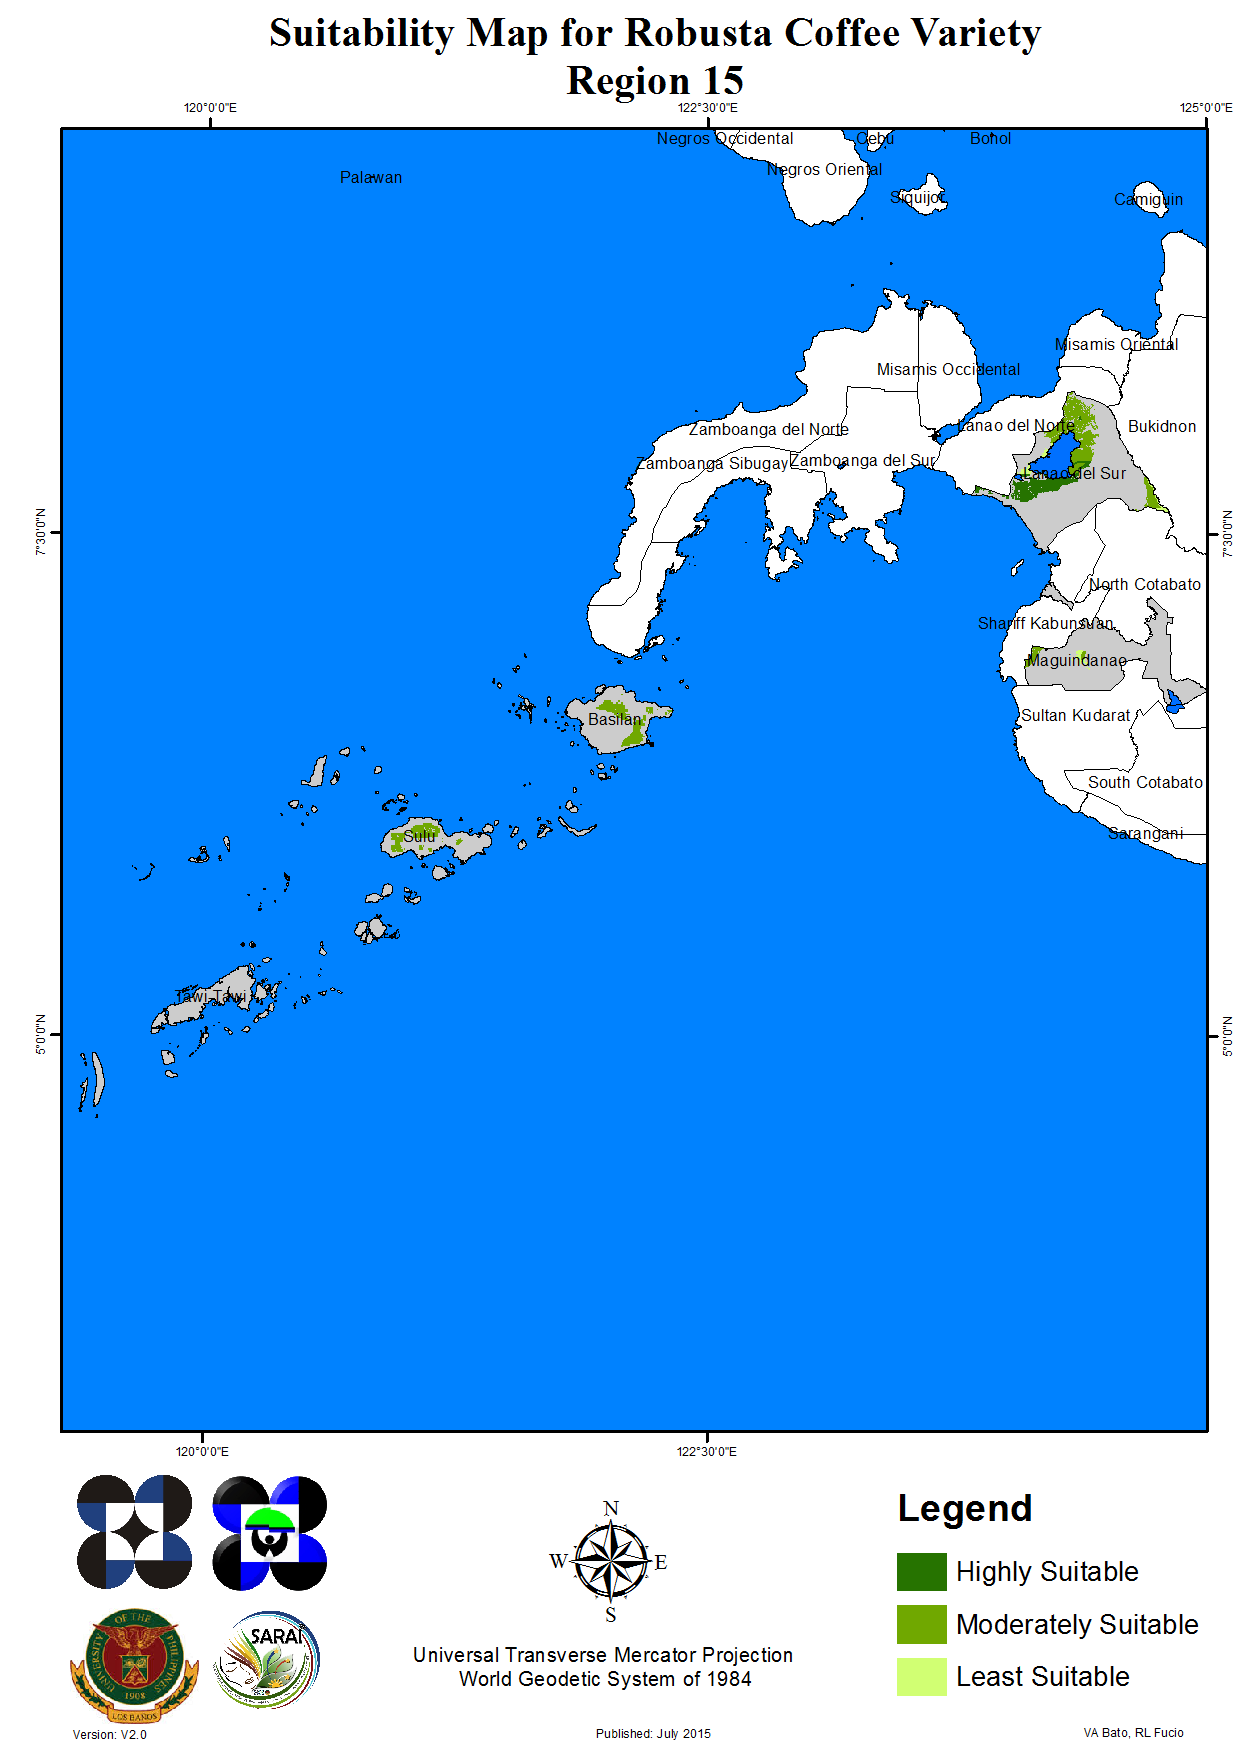 Suitability Map for Robusta Coffee Variety
Region 15
120°0'0"E
122°30'0"E
125°0'0"E
Negros Occidental
Cebu
Bohol
Negros Oriental
Palawan
Siquijor
Camiguin
Misamis Oriental
Misamis Occidental
Lanao del Norte
Bukidnon
Zamboanga del Norte
Zamboanga Sibugay
Zamboanga del Sur
Lanao del Sur
7°30'0"N
7°30'0"N
North Cotabato
Shariff Kabunsuan
Maguindanao
Sultan Kudarat
Basilan
South Cotabato
Sarangani
Sulu
Tawi-Tawi
5°0'0"N
5°0'0"N
120°0'0"E
122°30'0"E
N
W
E
S
Legend
Highly Suitable
Moderately Suitable
Least Suitable
UNIVERSITY OF THE PHILIPPINES
1908
LOS BAÑOS
SARAI
Universal Transverse Mercator Projection
World Geodetic System of 1984
Version: V2.0
Published: July 2015
VA Bato, RL Fucio